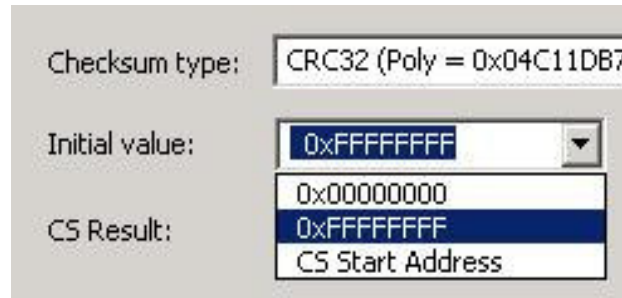 Checksum type: CRC32 (Poly = 0x04C11DB7
Initial value: 0xFFFFFFFF
0x00000000
CS Result: 0xFFFFFFFF
CS Start Address